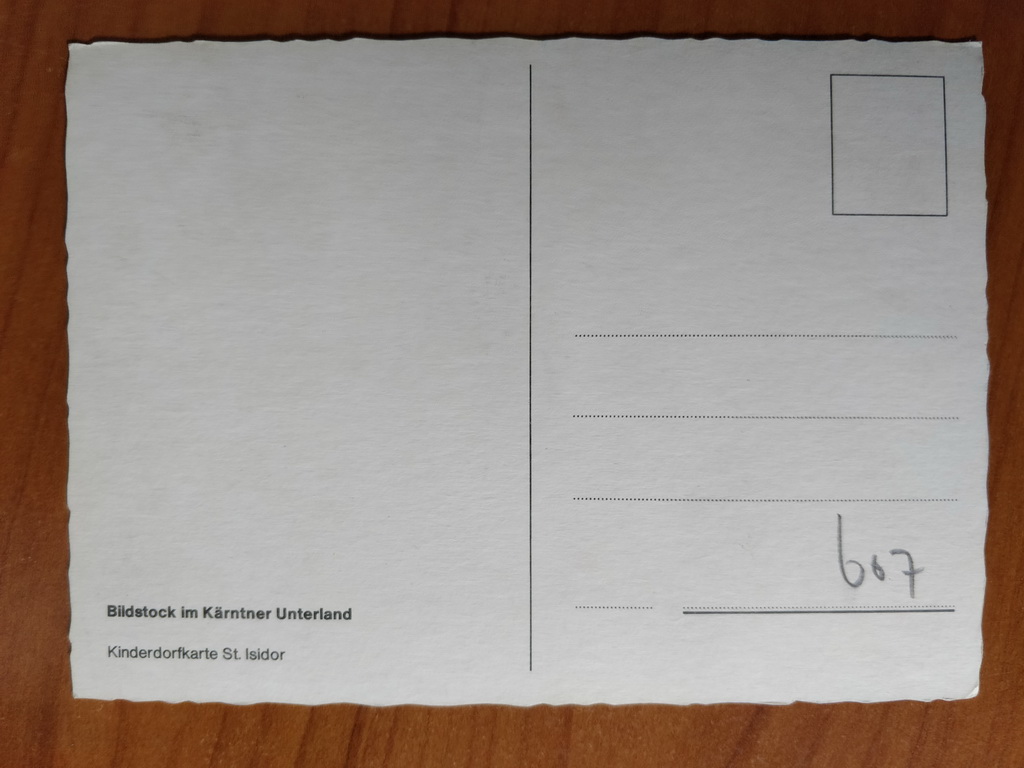 Bildstock im Kärntner Unterland
Kinderdorfkarte St. Isidor
607